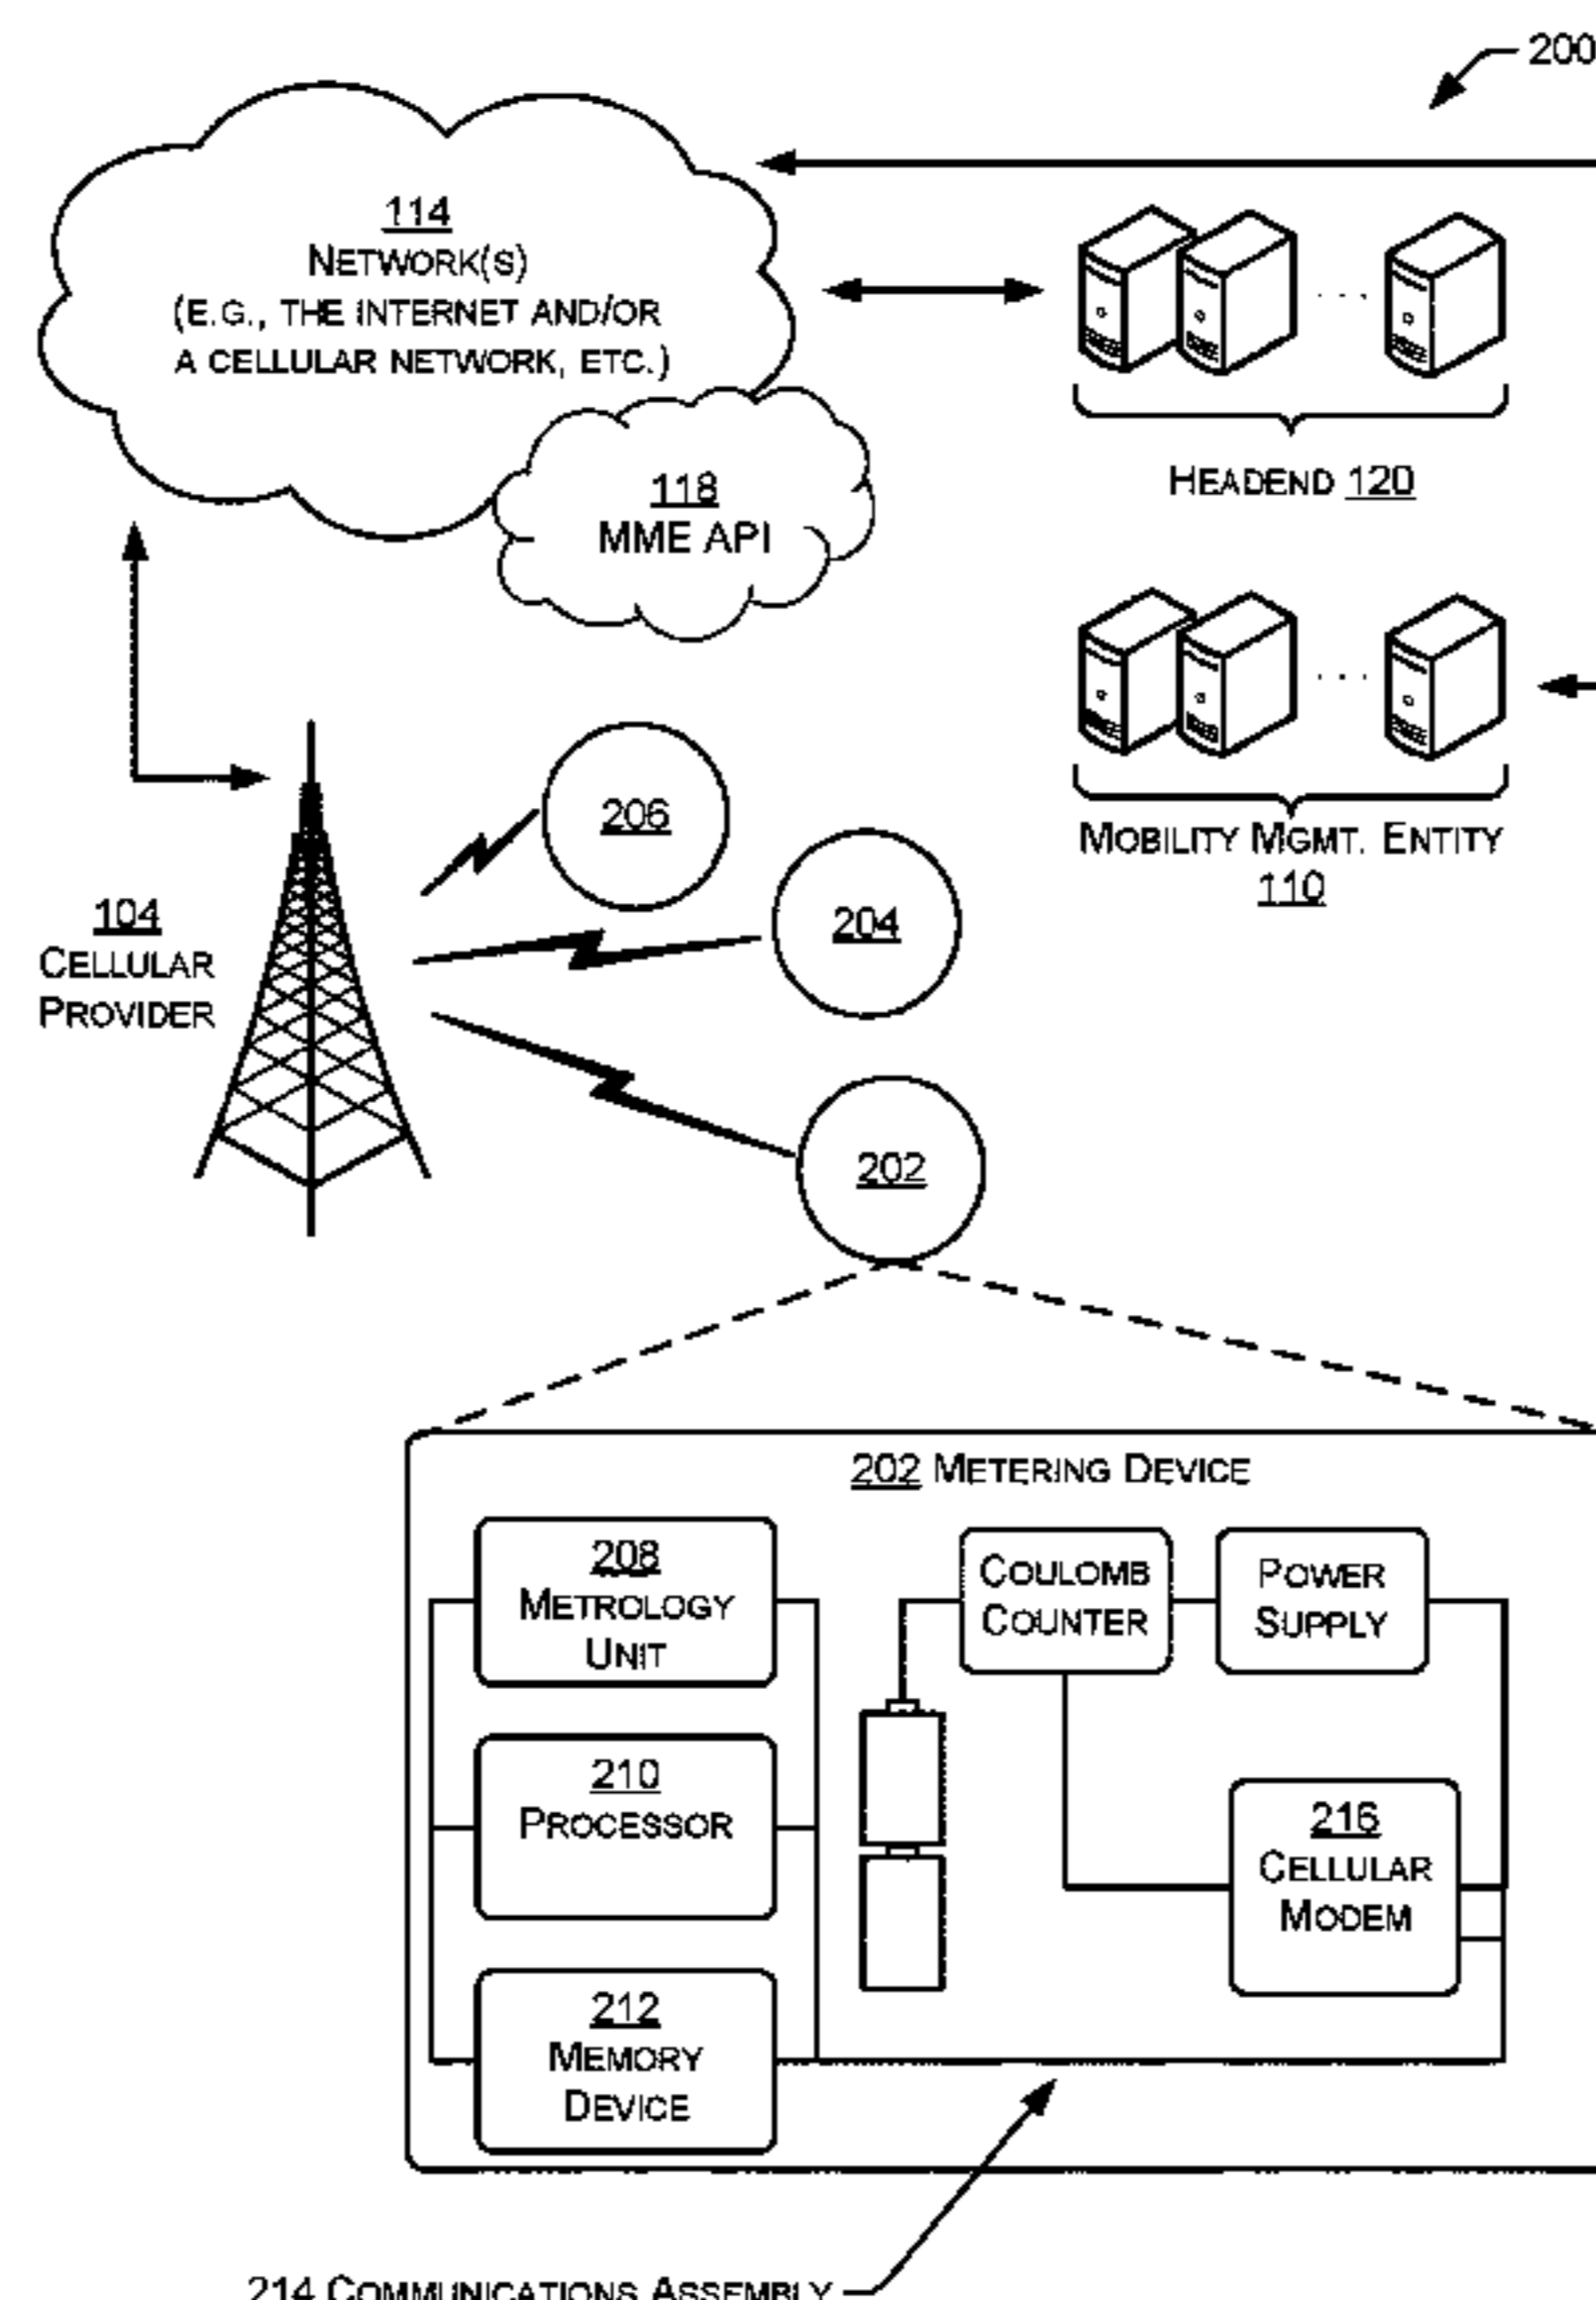 200
114
NETWORK(S)
(E.G., THE INTERNET AND/OR
A CELLULAR NETWORK, ETC.)
118
MME API
HEADEND 120
MOBILITY MGMT. ENTITY
110
206
204
104
CELLULAR
PROVIDER
202
202 METERING DEVICE
208
METROLOGY
UNIT
COULOMB
COUNTER
POWER
SUPPLY
210
PROCESSOR
216
CELLULAR
MODEM
212
MEMORY
DEVICE
214 COMMUNICATIONS ASSEMBLY